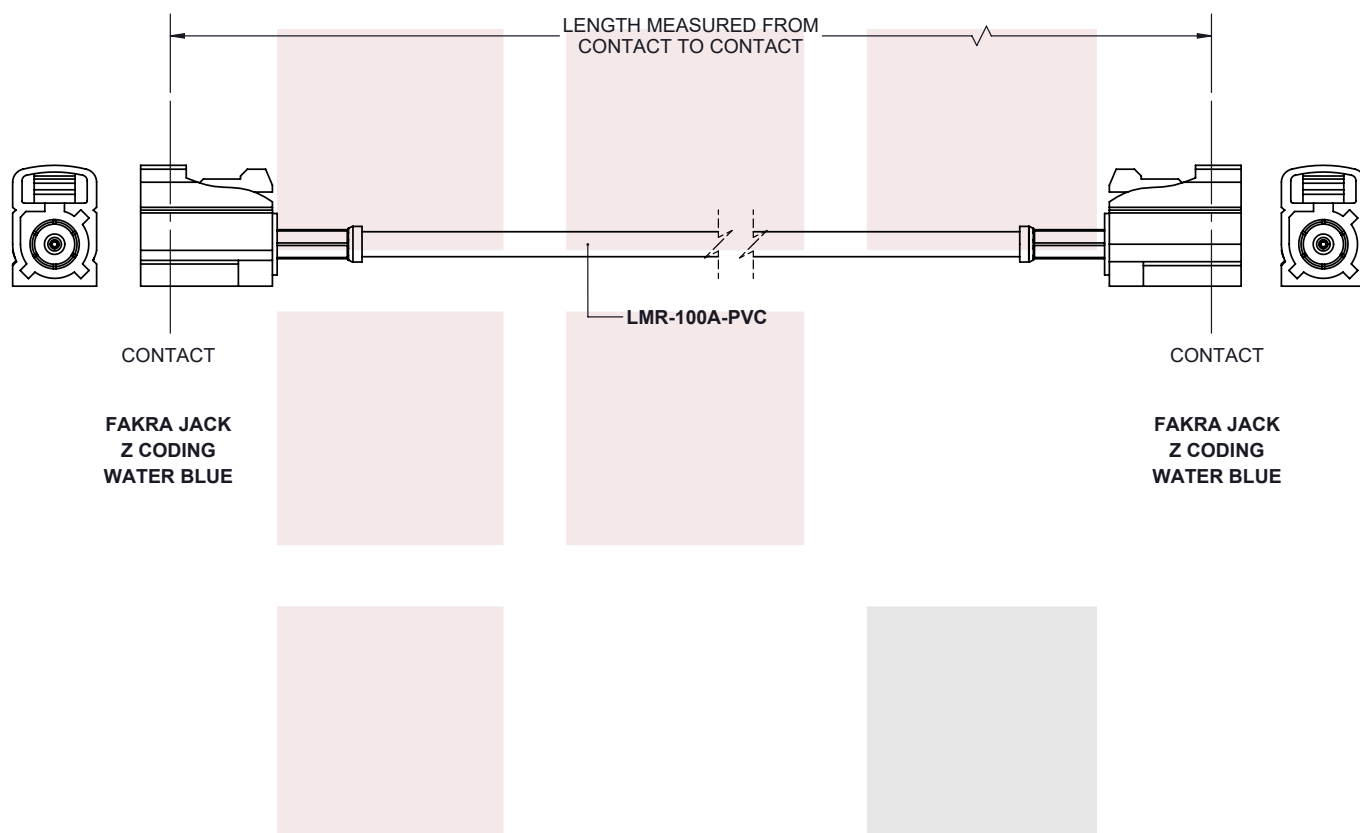 LENGTH MEASURED FROM
CONTACT TO CONTACT
LMR-100A-PVC
CONTACT
CONTACT
FAKRA JACK
Z CODING
WATER BLUE
FAKRA JACK
Z CODING
WATER BLUE